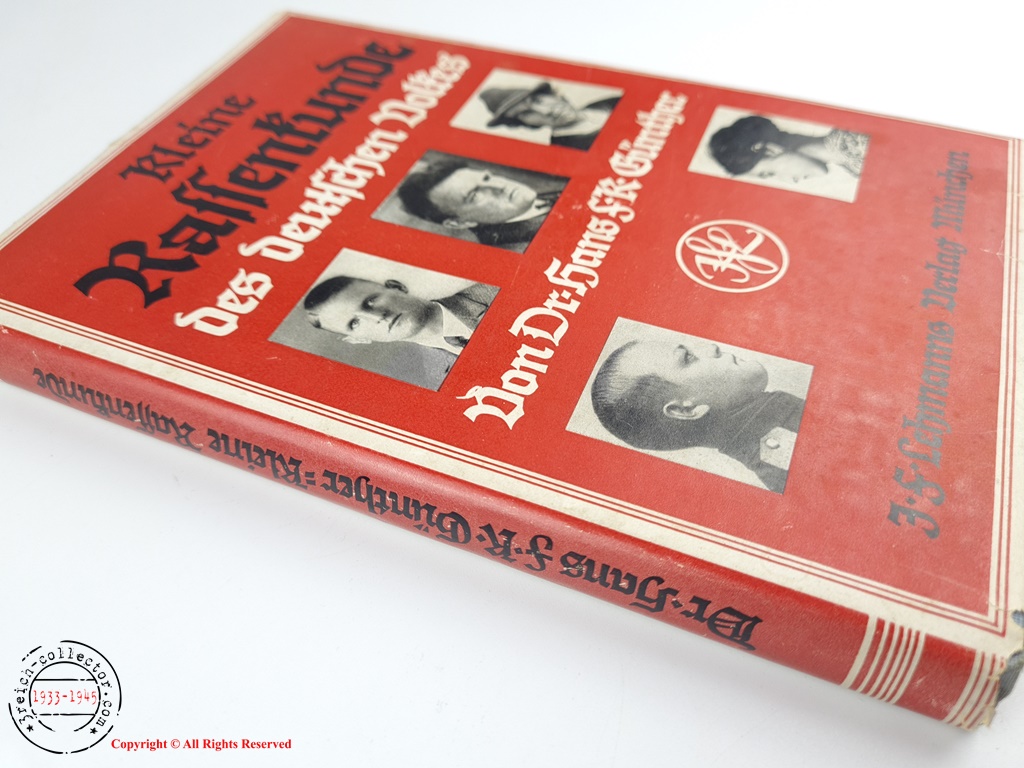 Kleine
Rassenkunde
des deutschen Volkes
Von Dr. Hans F. K. Günther
J. F. Lehmanns Verlag München
Dr. Hans F. K. Günther = Kleine Rassenkunde
3reich-collector.com
1933-1945
Copyright © All Rights Reserved